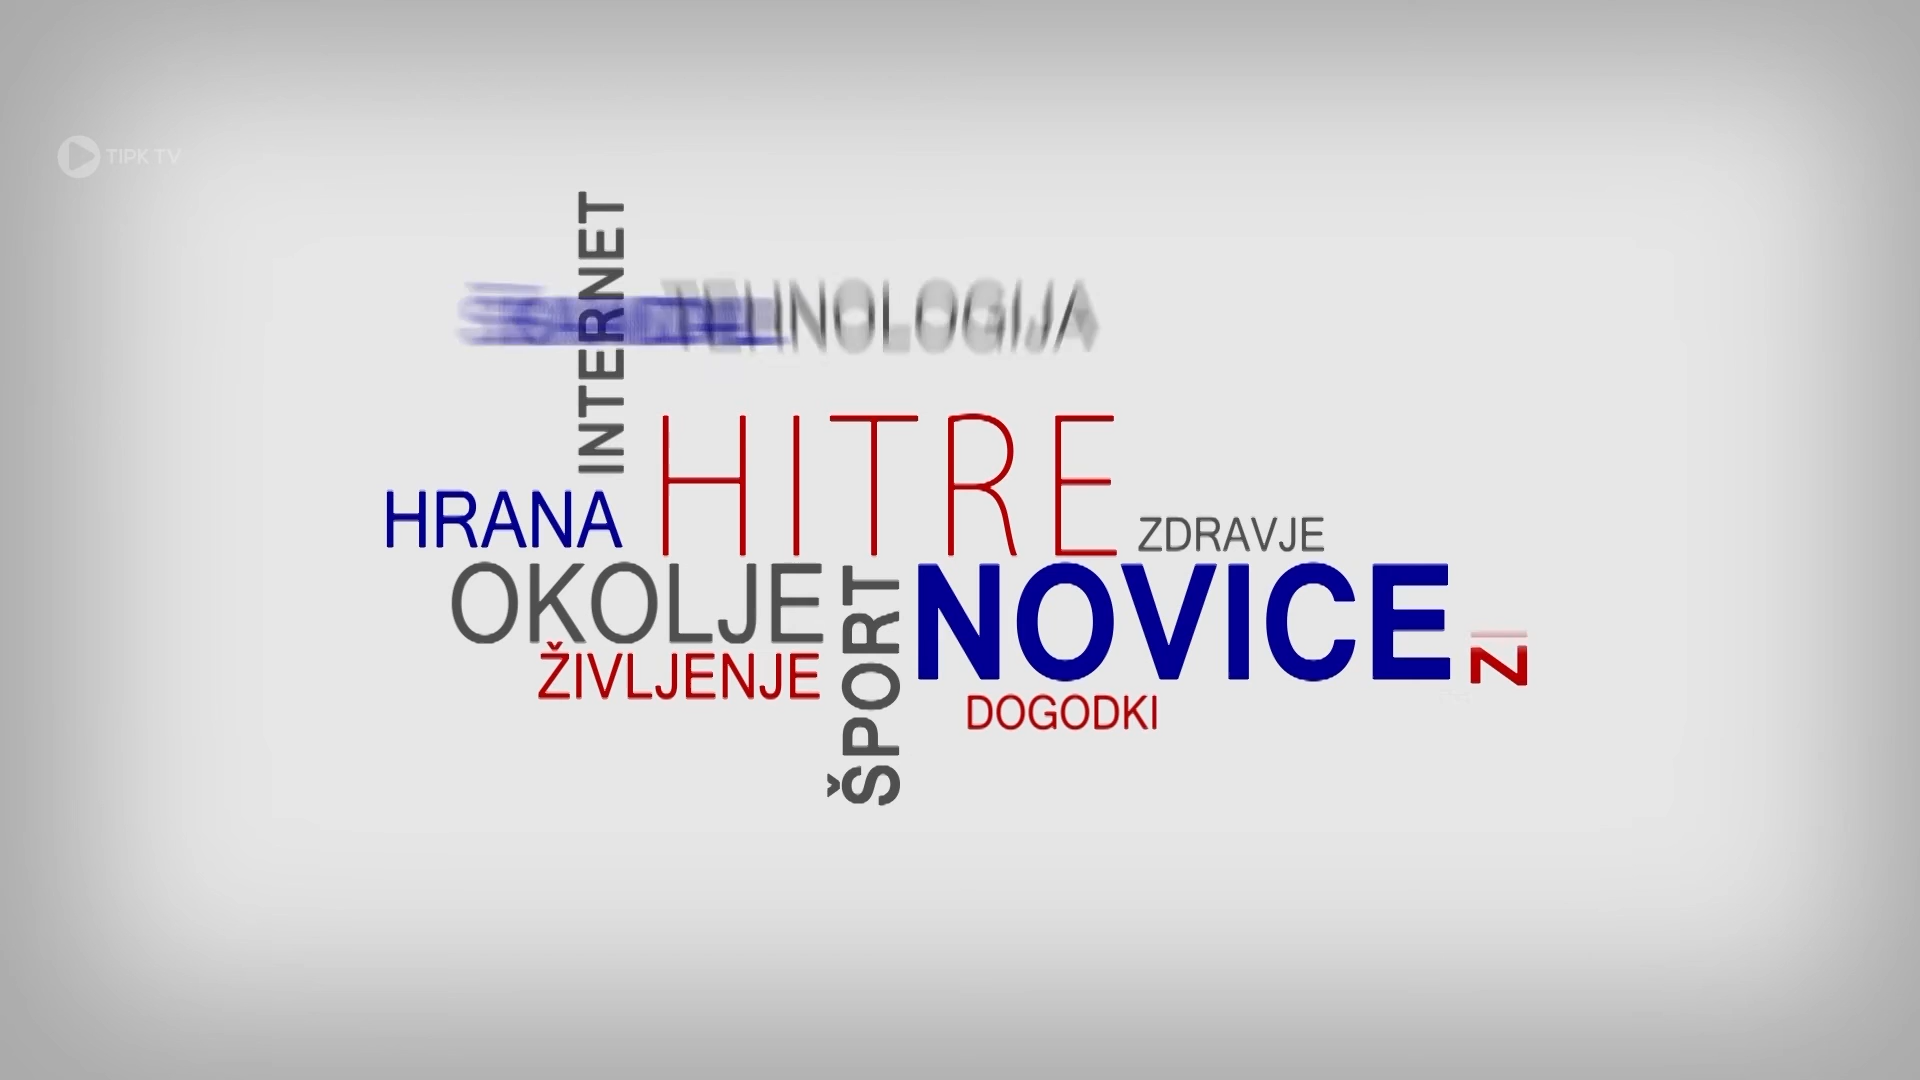 TIPK TV
INTERNET
TEHNOLOGIJA
HITRE
HRANA
ZDRAVJE
OKOLJE
ŠPORT
NOVICE
ŽIVLJENJE
DOGODKI